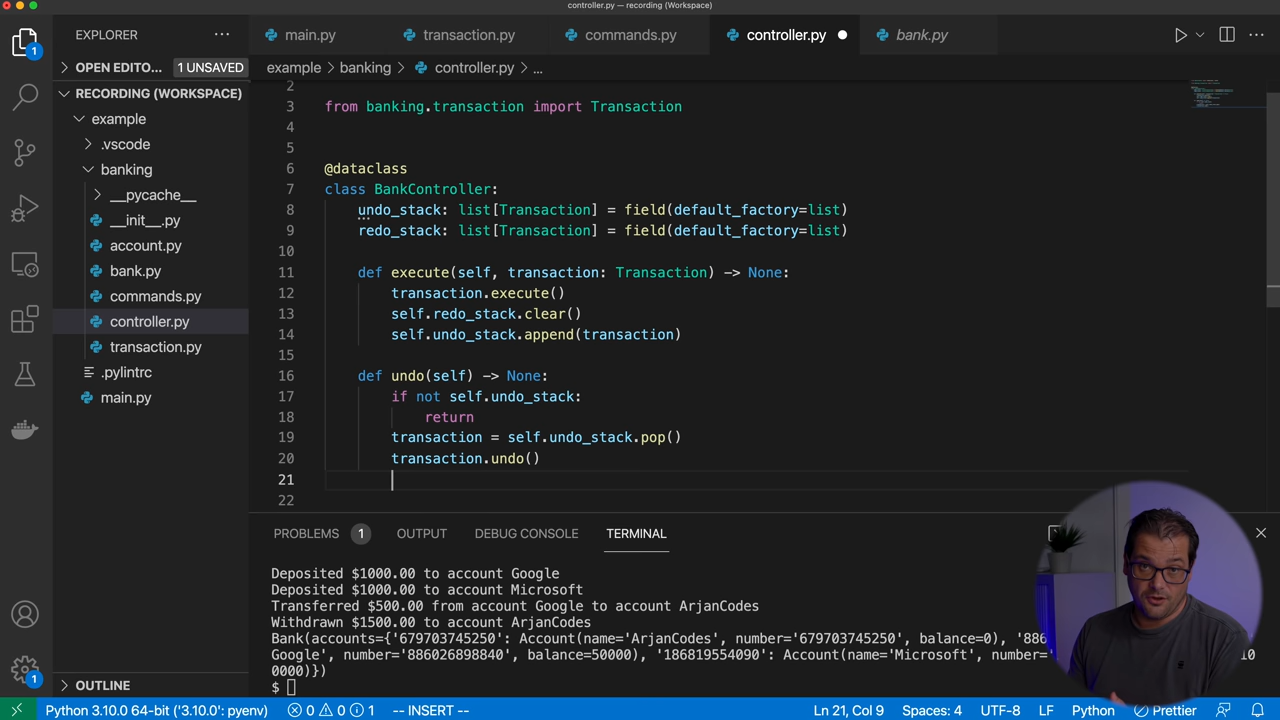 controller.py — recording (Workspace)
EXPLORER
main.py
transaction.py
commands.py
controller.py
bank.py
OPEN EDITO...
1 UNSAVED
example > banking > controller.py > ...
RECORDING (WORKSPACE)
example
.vscode
banking
__pycache__
__init__.py
account.py
bank.py
commands.py
controller.py
transaction.py
.pylintrc
main.py
OUTLINE
1
1
2
3 from banking.transaction import Transaction
4
5
6 @dataclass
7 class BankController:
8 undo_stack: list[Transaction] = field(default_factory=list)
9 redo_stack: list[Transaction] = field(default_factory=list)
10
11 def execute(self, transaction: Transaction) -> None:
12 transaction.execute()
13 self.redo_stack.clear()
14 self.undo_stack.append(transaction)
15
16 def undo(self) -> None:
17 if not self.undo_stack:
18 return
19 transaction = self.undo_stack.pop()
20 transaction.undo()
21
22
PROBLEMS 1 OUTPUT DEBUG CONSOLE TERMINAL
Deposited $1000.00 to account Google
Deposited $1000.00 to account Microsoft
Transferred $500.00 from account Google to account ArjanCodes
Withdrawn $1500.00 to account ArjanCodes
Bank(accounts={'679703745250': Account(name='ArjanCodes', number='679703745250', balance=0), '886
Google', number='886026898840', balance=50000), '186819554090': Account(name='Microsoft', number= 10
0000)})
$
Python 3.10.0 64-bit ('3.10.0': pyenv) 0 0 1 -- INSERT -- Ln 21, Col 9 Spaces: 4 UTF-8 LF Python Prettier